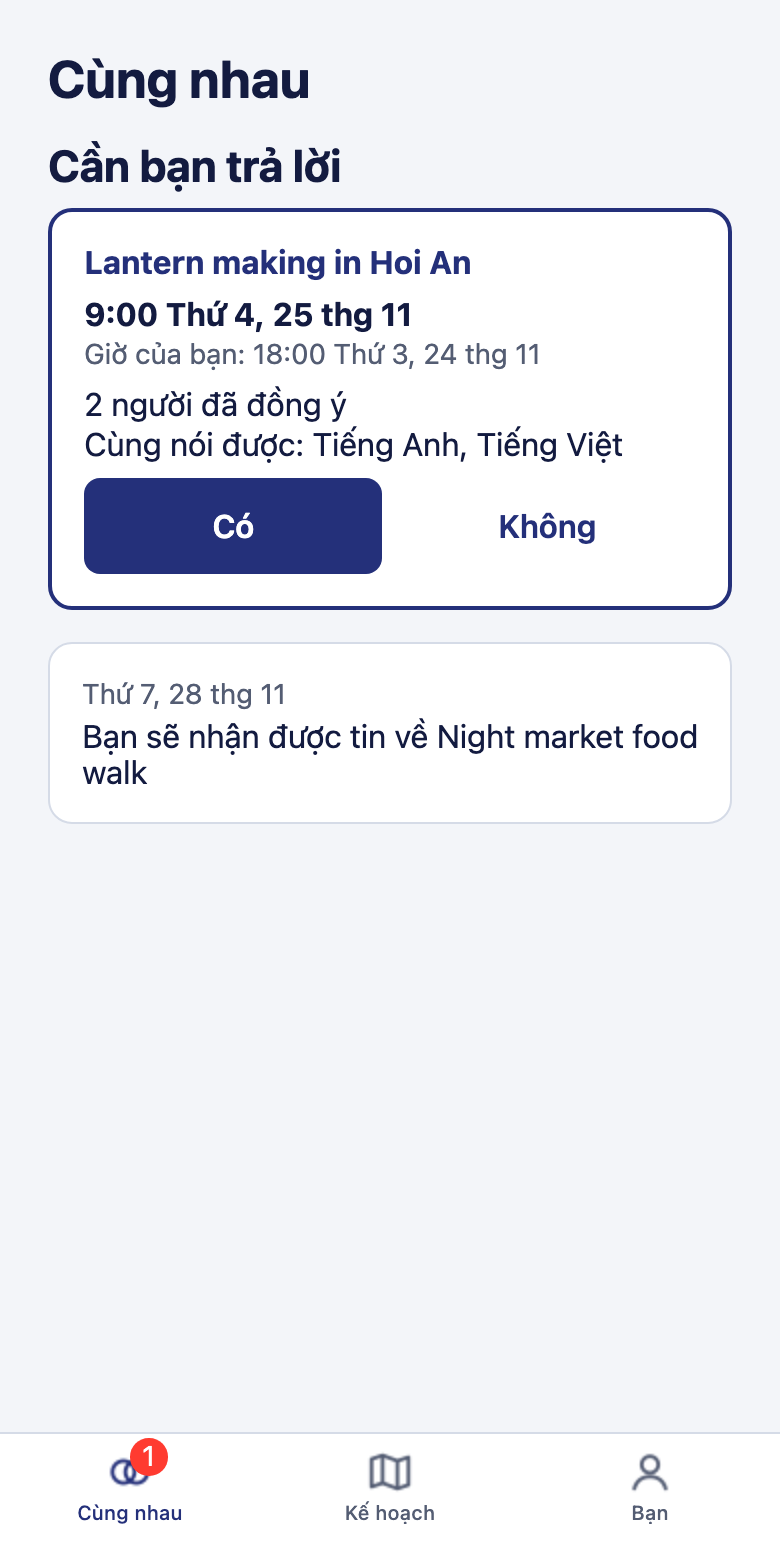 Cùng nhau
Cần bạn trả lời
Lantern making in Hoi An
9:00 Thứ 4, 25 thg 11
Giờ của bạn: 18:00 Thứ 3, 24 thg 11
2 người đã đồng ý
Cùng nói được: Tiếng Anh, Tiếng Việt
Có
Không
Thứ 7, 28 thg 11
Bạn sẽ nhận được tin về Night market food
walk
1
Cùng nhau
Kế hoạch
Bạn